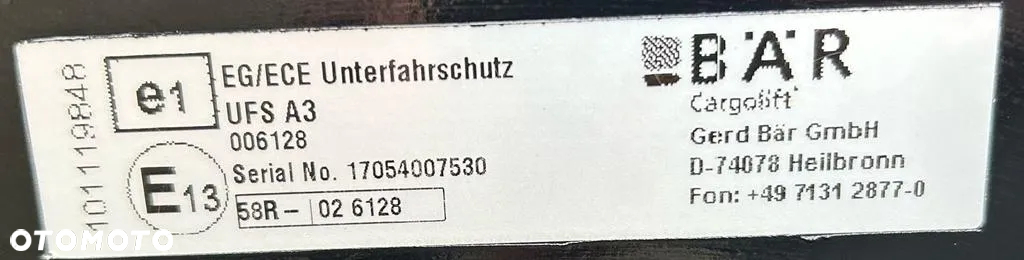 101119848
e1
EG/ECE Unterfahrschutz
UFS A3
006128
E13
Serial No. 17054007530
58R- 02 6128
BÄR
Cargolift
Gerd Bär GmbH
D-74078 Heilbronn
Fon: +49 7131 2877-0
OTOMOTO